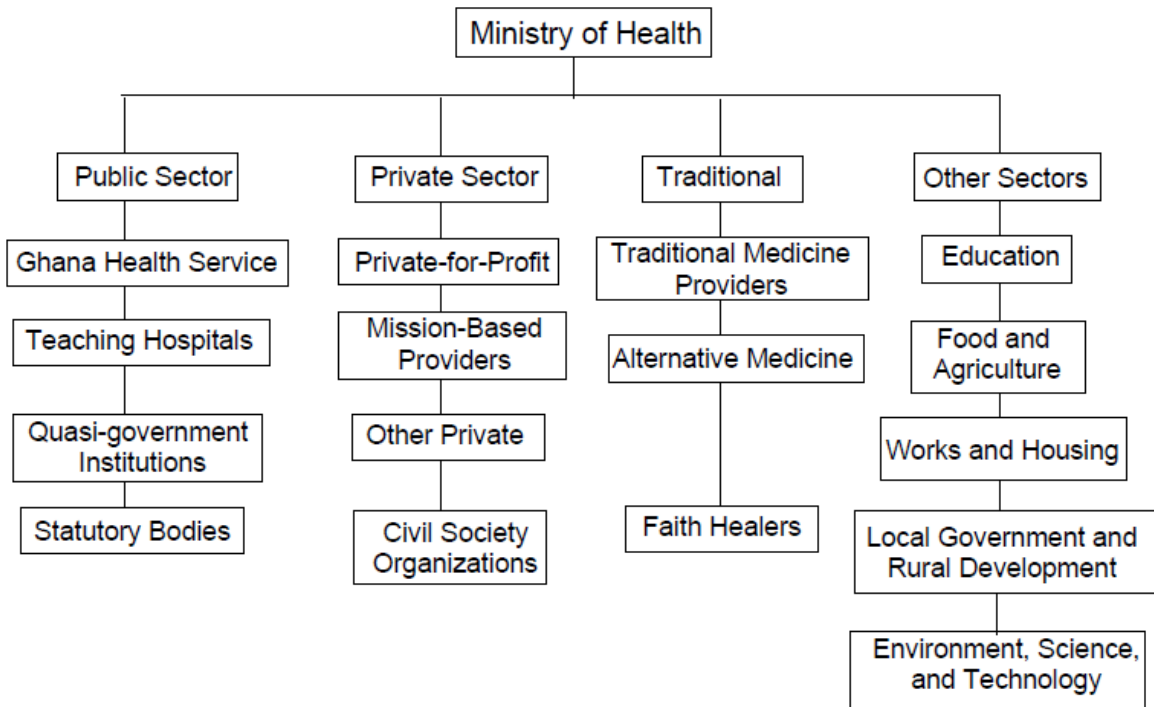 Ministry of Health
Public Sector
Ghana Health Service
Teaching Hospitals
Quasi-government
Institutions
Statutory Bodies
Private Sector
Private-for-Profit
Mission-Based
Providers
Other Private
Civil Society
Organizations
Traditional
Traditional Medicine
Providers
Alternative Medicine
Faith Healers
Other Sectors
Education
Food and
Agriculture
Works and Housing
Local Government and
Rural Development
Environment, Science,
and Technology